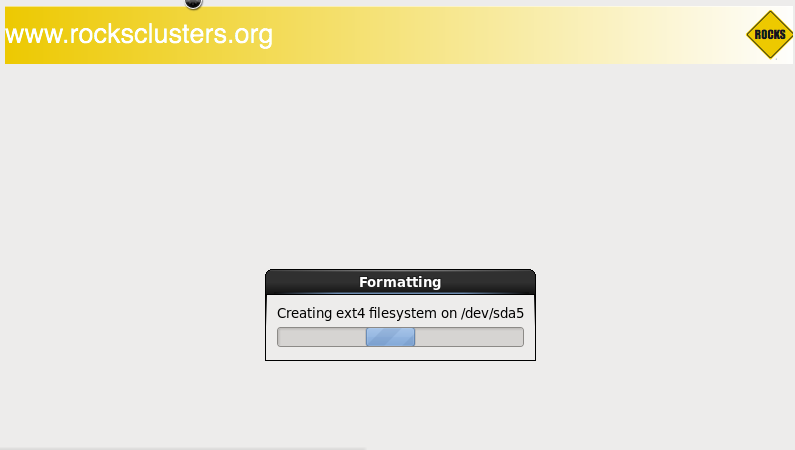 www.rocksclusters.org
ROCKS
Formatting
Creating ext4 filesystem on /dev/sda5